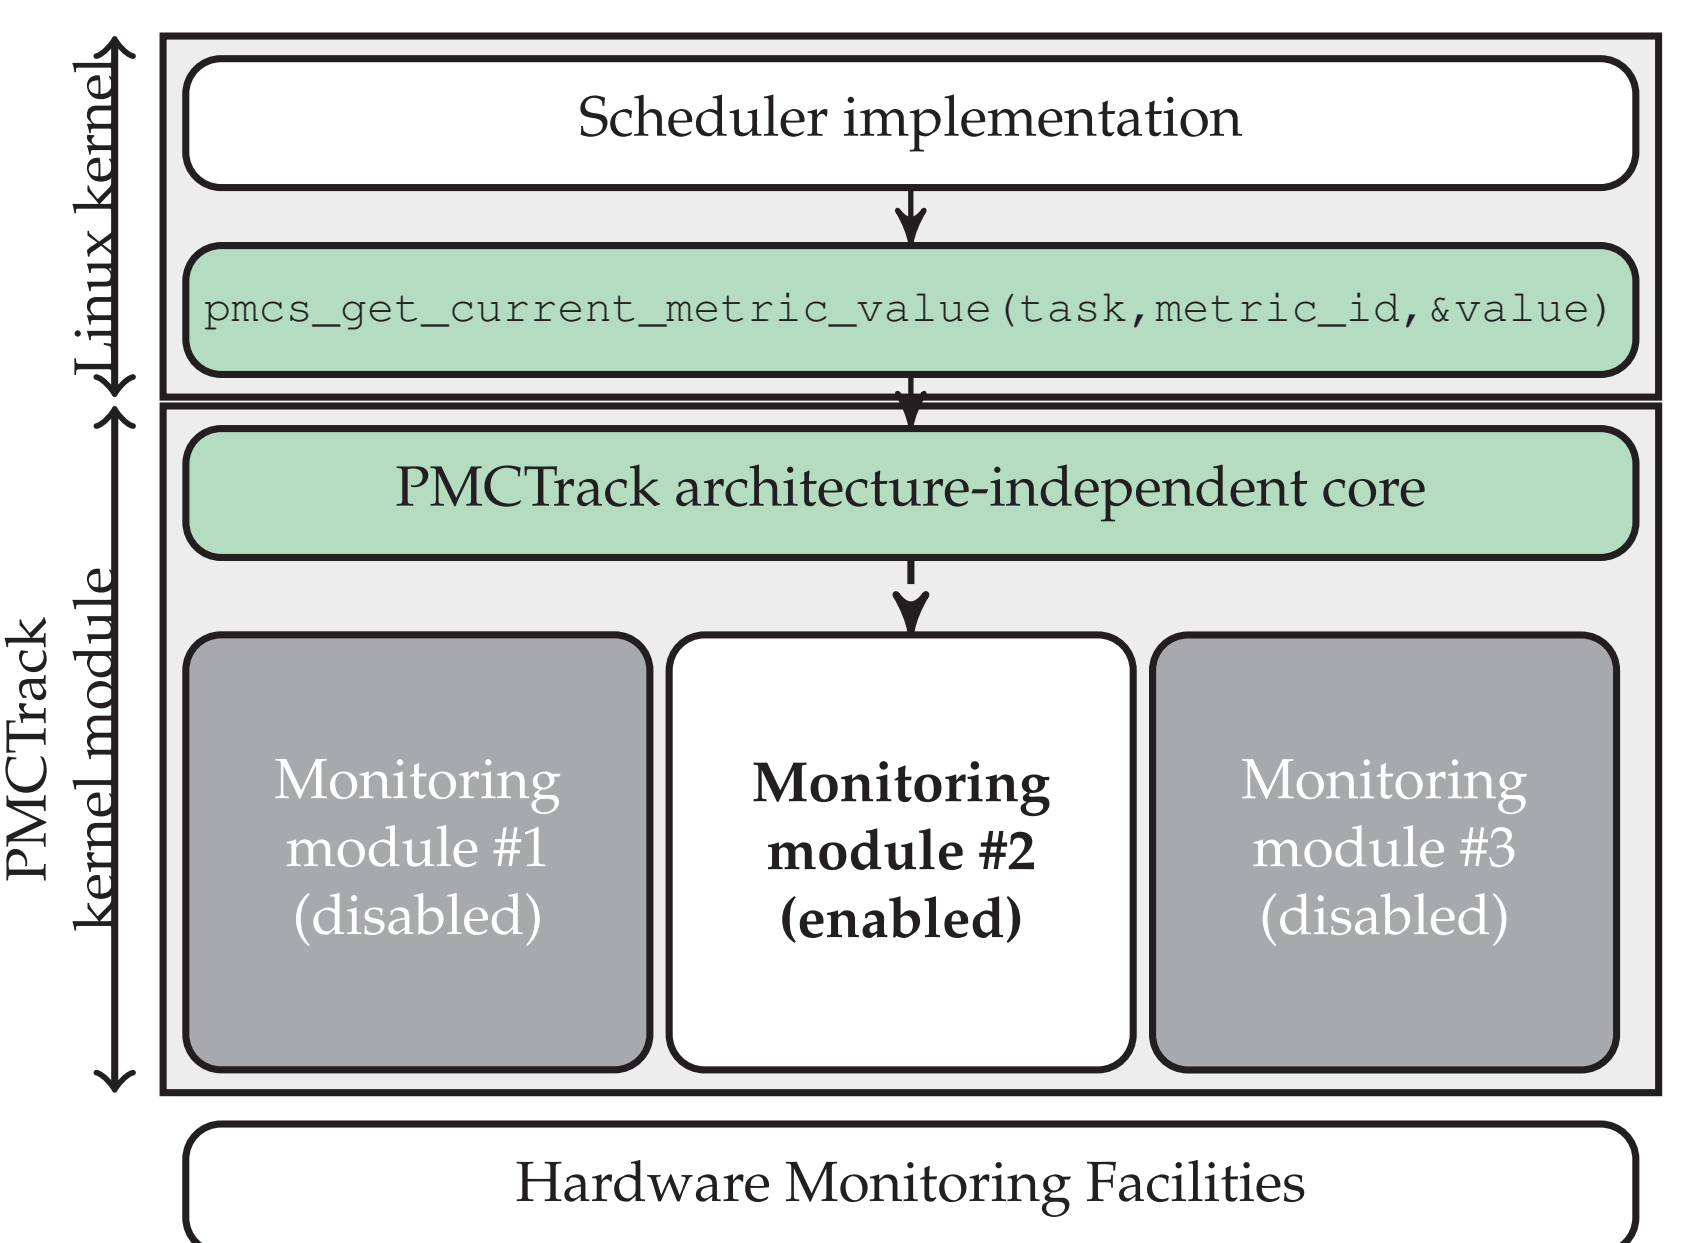 Linux kernel
Scheduler implementation
pmcs_get_current_metric_value(task,metric_id,&value)
PMCTrack
kernel module
PMCTrack architecture-independent core
Monitoring
module #1
(disabled)
Monitoring
module #2
(enabled)
Monitoring
module #3
(disabled)
Hardware Monitoring Facilities